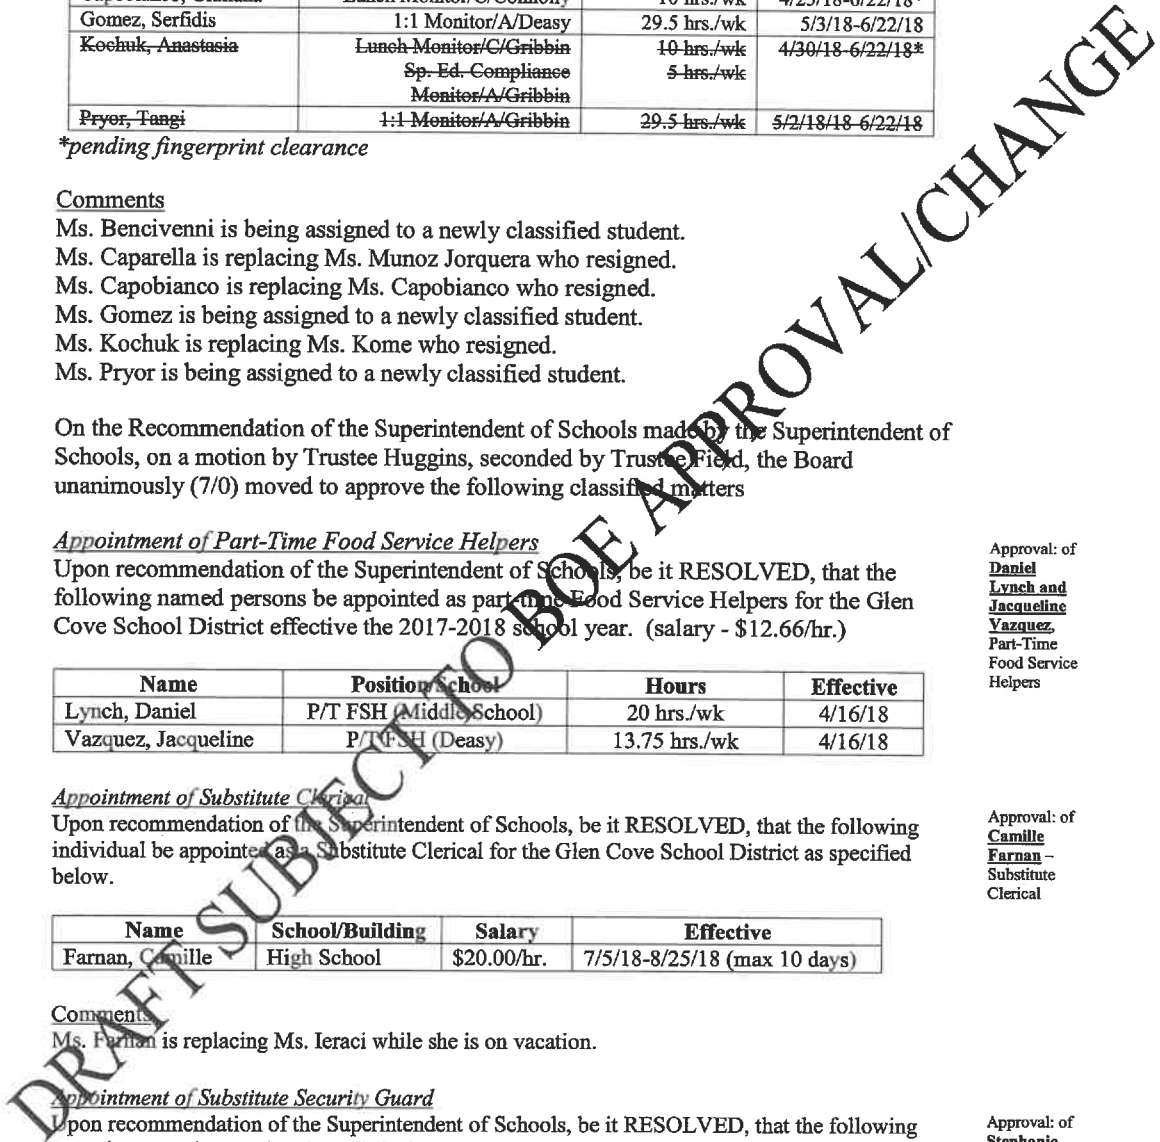 Gomez, Serfidis 1:1 Monitor/A/Deasy 29.5 hrs./wk 5/3/18-6/22/18
Kochuk, Anastasia Lunch Monitor/C/Gribbin 10 hrs./wk 4/30/18-6/22/18*
Sp. Ed. Compliance 5 hrs./wk
Monitor/A/Gribbin
Pryor, Tangi 1:1 Monitor/A/Gribbin 29.5 hrs./wk 5/2/18/18-6/22/18
*pending fingerprint clearance
Comments
Ms. Bencivenni is being assigned to a newly classified student.
Ms. Caparella is replacing Ms. Munoz Jorquera who resigned.
Ms. Capobianco is replacing Ms. Capobianco who resigned.
Ms. Gomez is being assigned to a newly classified student.
Ms. Kochuk is replacing Ms. Kome who resigned.
Ms. Pryor is being assigned to a newly classified student.
On the Recommendation of the Superintendent of Schools made by the Superintendent of
Schools, on a motion by Trustee Huggins, seconded by Trustee Field, the Board
unanimously (7/0) moved to approve the following classified matters
Appointment of Part-Time Food Service Helpers
Upon recommendation of the Superintendent of Schools, be it RESOLVED, that the
following named persons be appointed as part-time Food Service Helpers for the Glen
Cove School District effective the 2017-2018 school year. (salary - $12.66/hr.)
Approval: of
Daniel
Lynch and
Jacqueline
Vazquez,
Part-Time
Food Service
Helpers
Name Position/School Hours Effective
Lynch, Daniel P/T FSH (Middle School) 20 hrs./wk 4/16/18
Vazquez, Jacqueline P/T FSH (Deasy) 13.75 hrs./wk 4/16/18
Appointment of Substitute Clerical
Upon recommendation of the Superintendent of Schools, be it RESOLVED, that the following
individual be appointed as a Substitute Clerical for the Glen Cove School District as specified
below.
Approval: of
Camille
Farnan –
Substitute
Clerical
Name School/Building Salary Effective
Farnan, Camille High School $20.00/hr. 7/5/18-8/25/18 (max 10 days)
Comments
Ms. Farnan is replacing Ms. Ieraci while she is on vacation.
Appointment of Substitute Security Guard
Upon recommendation of the Superintendent of Schools, be it RESOLVED, that the following
Approval: of
DRAFT SUBJECT TO BOE APPROVAL/CHANGE